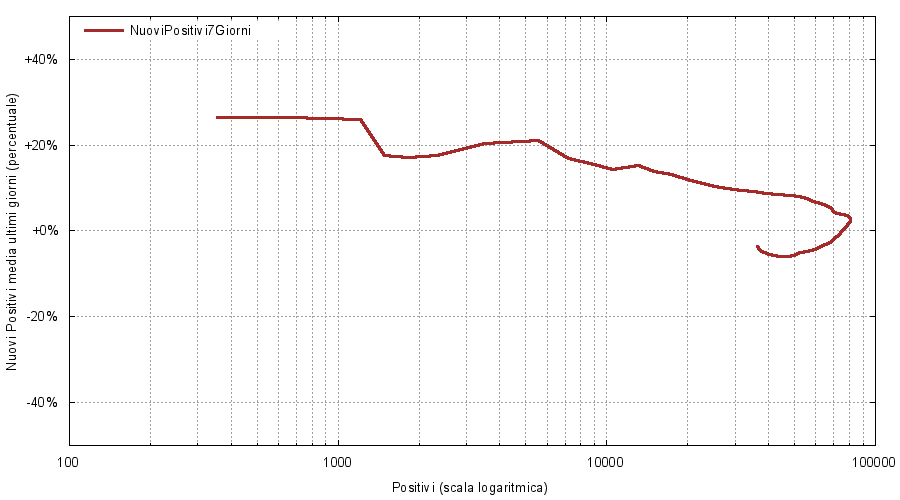 NuoviPositivi7Giorni
+40%
+20%
+0%
-20%
-40%
Nuovi Positivi media ultimi giorni (percentuale)
100 1000 10000 100000
Positivi (scala logaritmica)